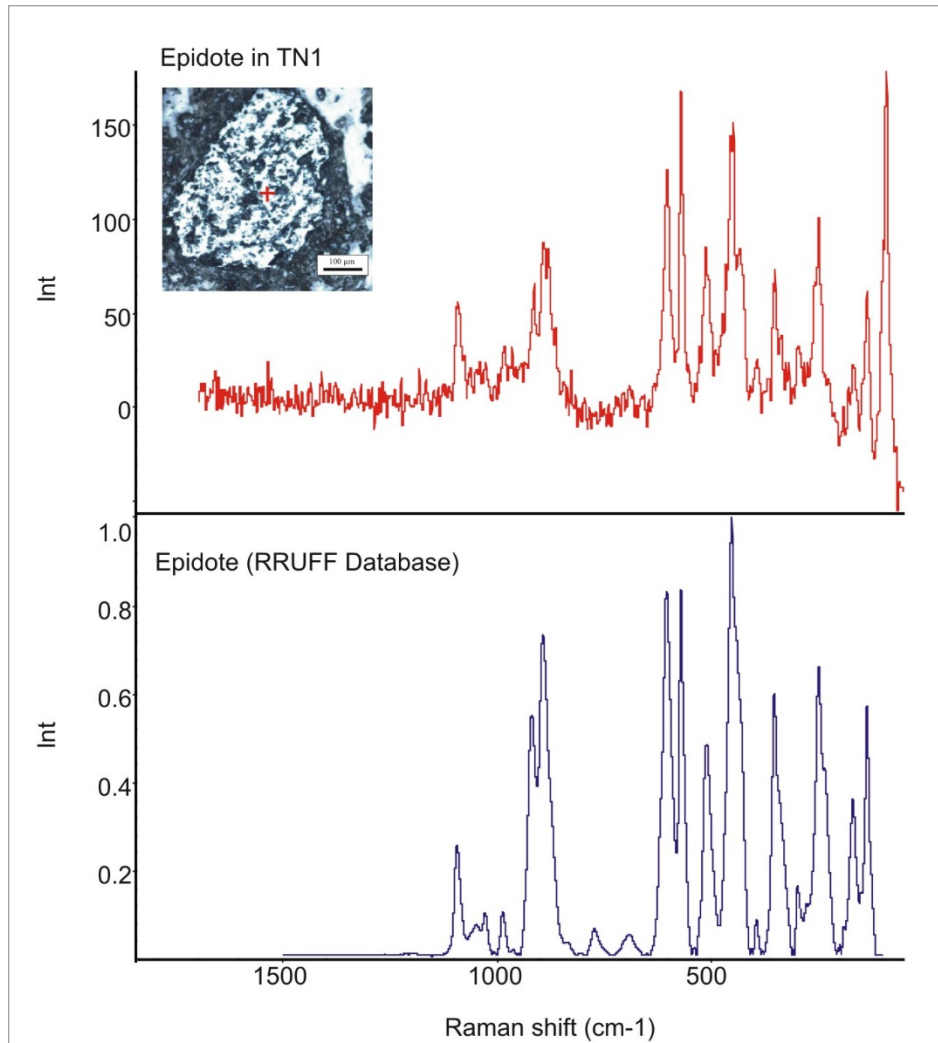 Epidote in TN1
150
100
50
0
Int
100 μm
1.0
Epidote (RRUFF Database)
0.8
0.6
0.4
0.2
Int
1500 1000 500
Raman shift (cm-1)